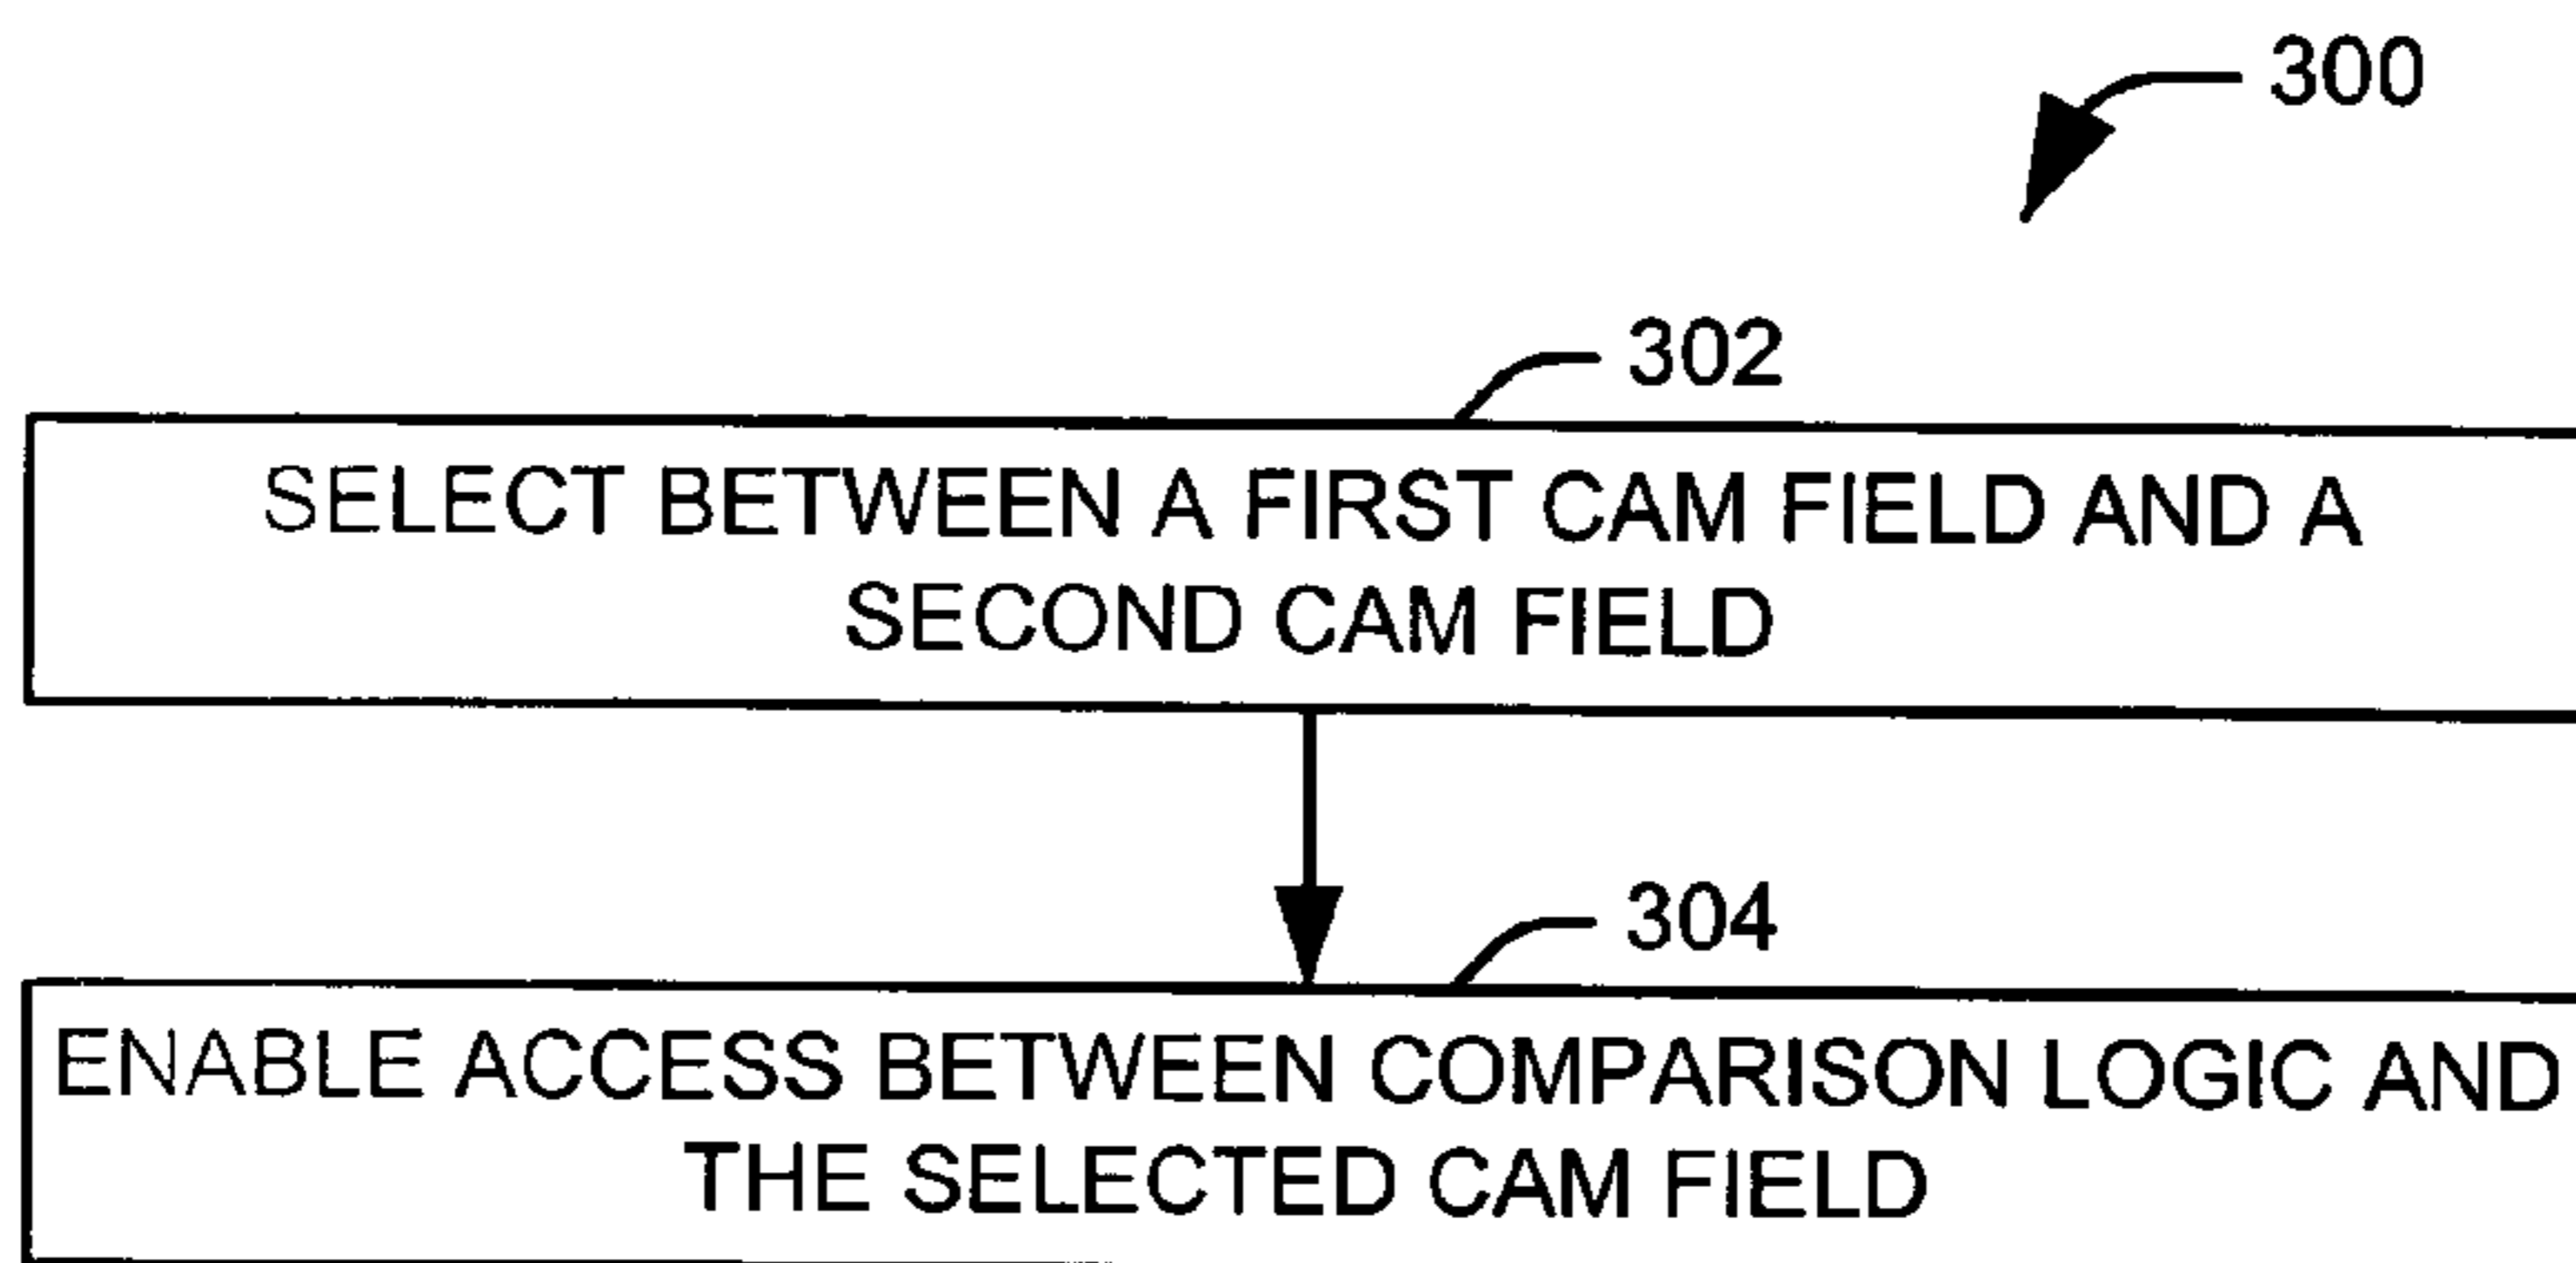 300
302
SELECT BETWEEN A FIRST CAM FIELD AND A
SECOND CAM FIELD
304
ENABLE ACCESS BETWEEN COMPARISON LOGIC AND
THE SELECTED CAM FIELD